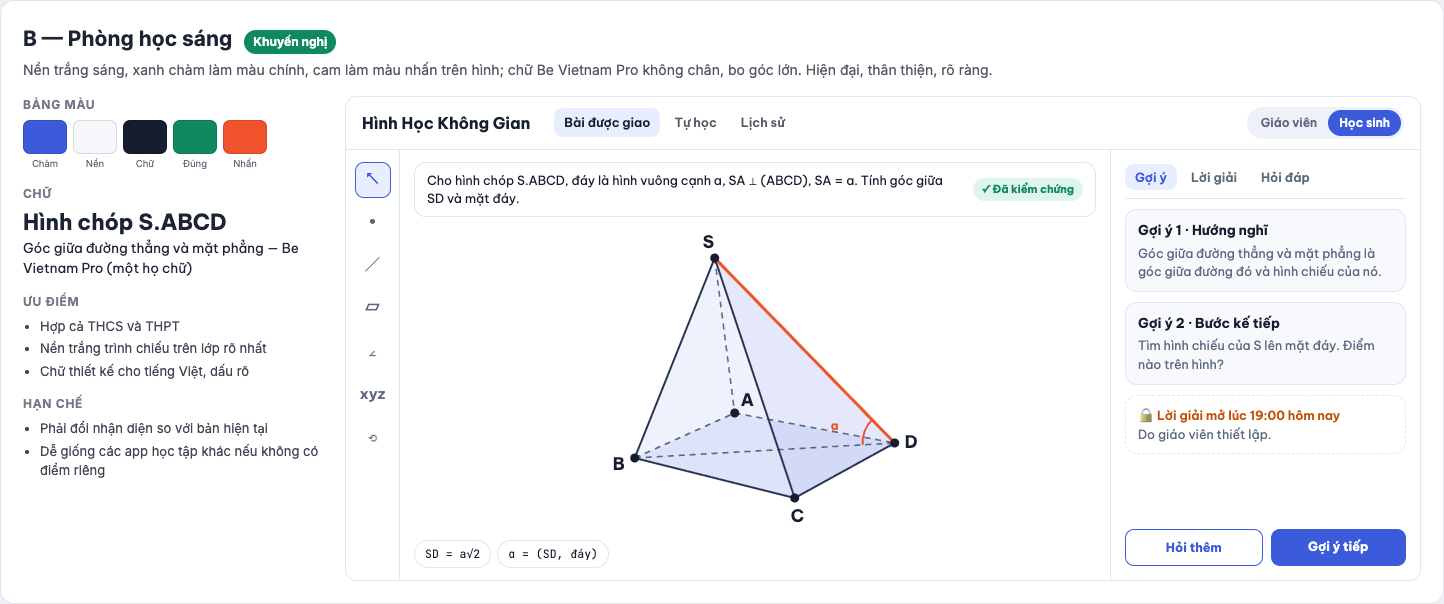 B — Phòng học sáng Khuyến nghị
Nền trắng sáng, xanh chàm làm màu chính, cam làm màu nhấn trên hình; chữ Be Vietnam Pro không chân, bo góc lớn. Hiện đại, thân thiện, rõ ràng.
BẢNG MÀU
Chàm Nền Chữ Đúng Nhấn
CHỮ
Hình chóp S.ABCD
Góc giữa đường thẳng và mặt phẳng — Be
Vietnam Pro (một họ chữ)
ƯU ĐIỂM
• Hợp cả THCS và THPT
• Nền trắng trình chiếu trên lớp rõ nhất
• Chữ thiết kế cho tiếng Việt, dấu rõ
HẠN CHẾ
• Phải đổi nhận diện so với bản hiện tại
• Dễ giống các app học tập khác nếu không có
điểm riêng
Hình Học Không Gian Bài được giao Tự học Lịch sử Giáo viên Học sinh
Cho hình chóp S.ABCD, đáy là hình vuông cạnh a, SA ⊥ (ABCD), SA = a. Tính góc giữa
SD và mặt đáy.
✓ Đã kiểm chứng
xyz
S
A
α
D
B
C
SD = a√2 α = (SD, đáy)
Gợi ý Lời giải Hỏi đáp
Gợi ý 1 · Hướng nghĩ
Góc giữa đường thẳng và mặt phẳng là
góc giữa đường đó và hình chiếu của nó.
Gợi ý 2 · Bước kế tiếp
Tìm hình chiếu của S lên mặt đáy. Điểm
nào trên hình?
🔒 Lời giải mở lúc 19:00 hôm nay
Do giáo viên thiết lập.
Hỏi thêm Gợi ý tiếp